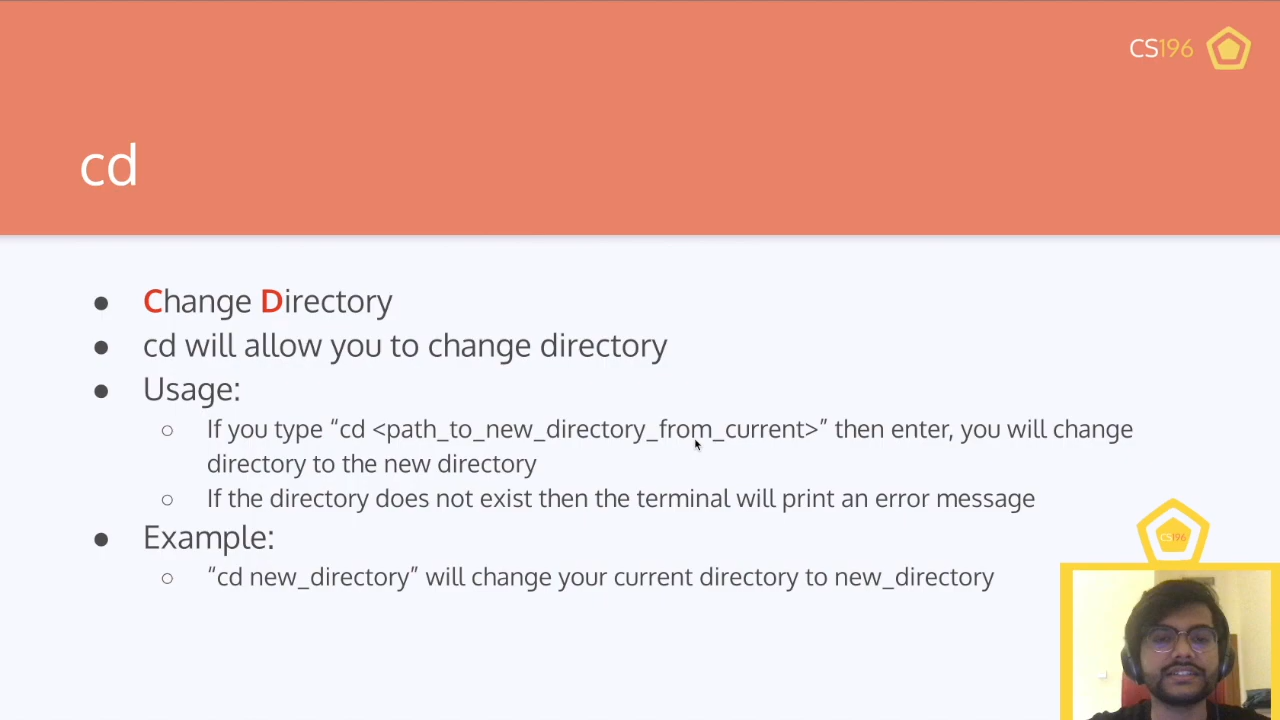 CS196
cd
● Change Directory
● cd will allow you to change directory
● Usage:
○ If you type “cd <path_to_new_directory_from_current>” then enter, you will change
directory to the new directory
○ If the directory does not exist then the terminal will print an error message
● Example:
○ “cd new_directory” will change your current directory to new_directory
CS196